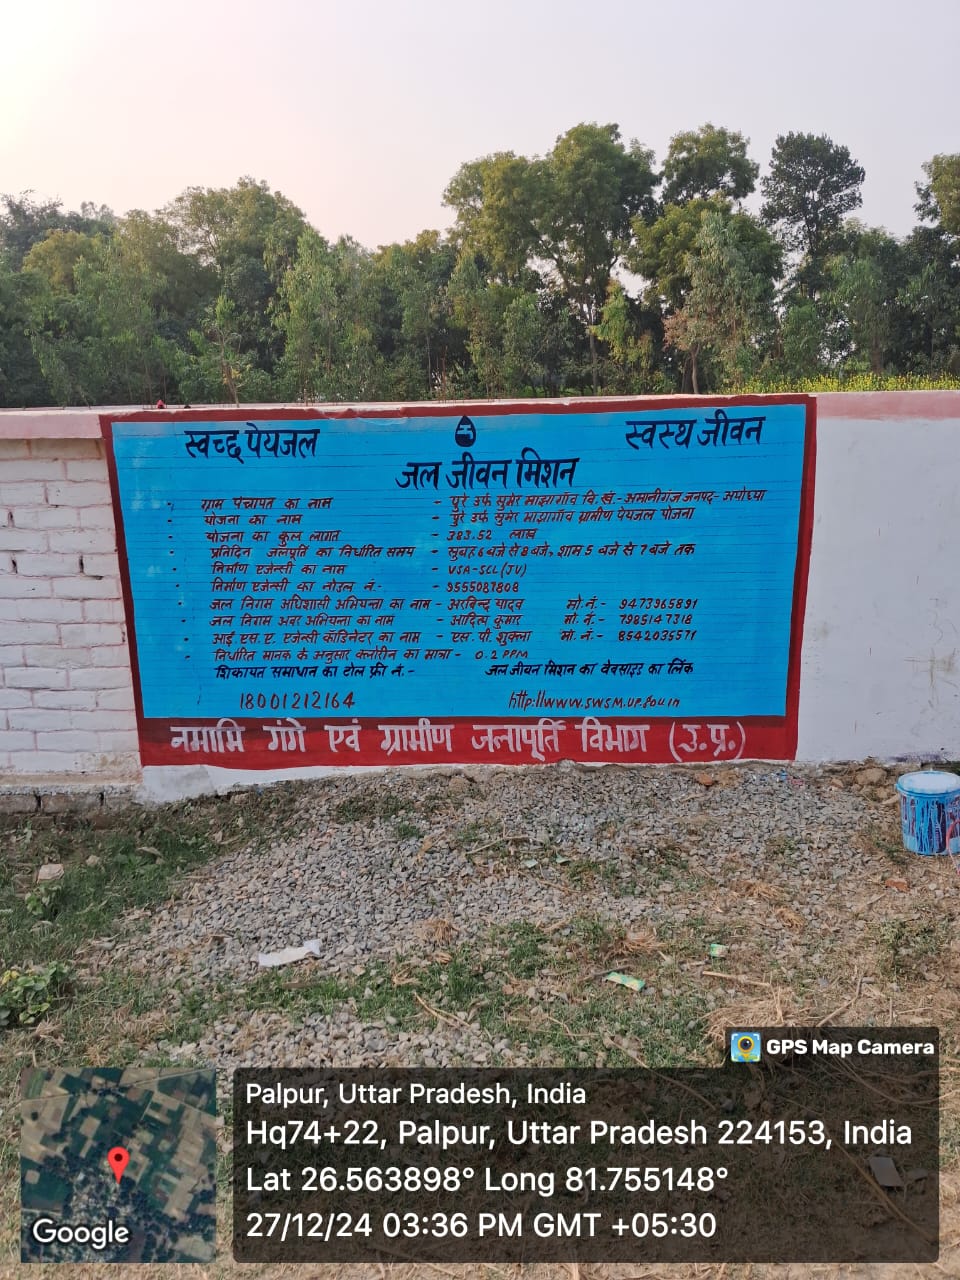 स्वच्छ पेयजल
स्वस्थ जीवन
जल जीवन मिशन
ग्राम पंचायत का नाम - पुरे उर्फ सुमेर माझागाँव वि.खं.-अमानीगंज जनपद-अयोध्या
योजना का नाम - पुरे उर्फ सुमेर माझागाँव ग्रामीण पेयजल योजना
योजना का कुल लागत - 383.52 लाख
प्रतिदिन जलपूर्ति का निर्धारित समय - सुबह 6 बजे से 8 बजे, शाम 5 बजे से 7 बजे तक
निर्माण एजेन्सी का नाम - VSA-SCL(JV)
निर्माण एजेन्सी का नोडल नं.- - 9555087808
जल निगम अधिशासी अभियन्ता का नाम - अरविन्द यादव मो.नं.- 9473965891
जल निगम अवर अभियन्ता का नाम - आदित्य कुमार मो.नं.- 7985147318
आई.एस.ए. एजेन्सी कॉर्डिनेटर का नाम - एस.पी.शुक्ला मो.नं.- 8542035571
निर्धारित मानक के अनुसार क्लोरीन का मात्रा - 0.2 PPM
शिकायत समाधान का टोल फ्री नं.- जल जीवन मिशन का वेबसाइड का लिंक
18001212164 http://www.swsm.up.gov.in
नमामि गंगे एवं ग्रामीण जलापूर्ति विभाग (उ.प्र.)
GPS Map Camera
Palpur, Uttar Pradesh, India
Hq74+22, Palpur, Uttar Pradesh 224153, India
Lat 26.563898° Long 81.755148°
27/12/24 03:36 PM GMT +05:30
Google